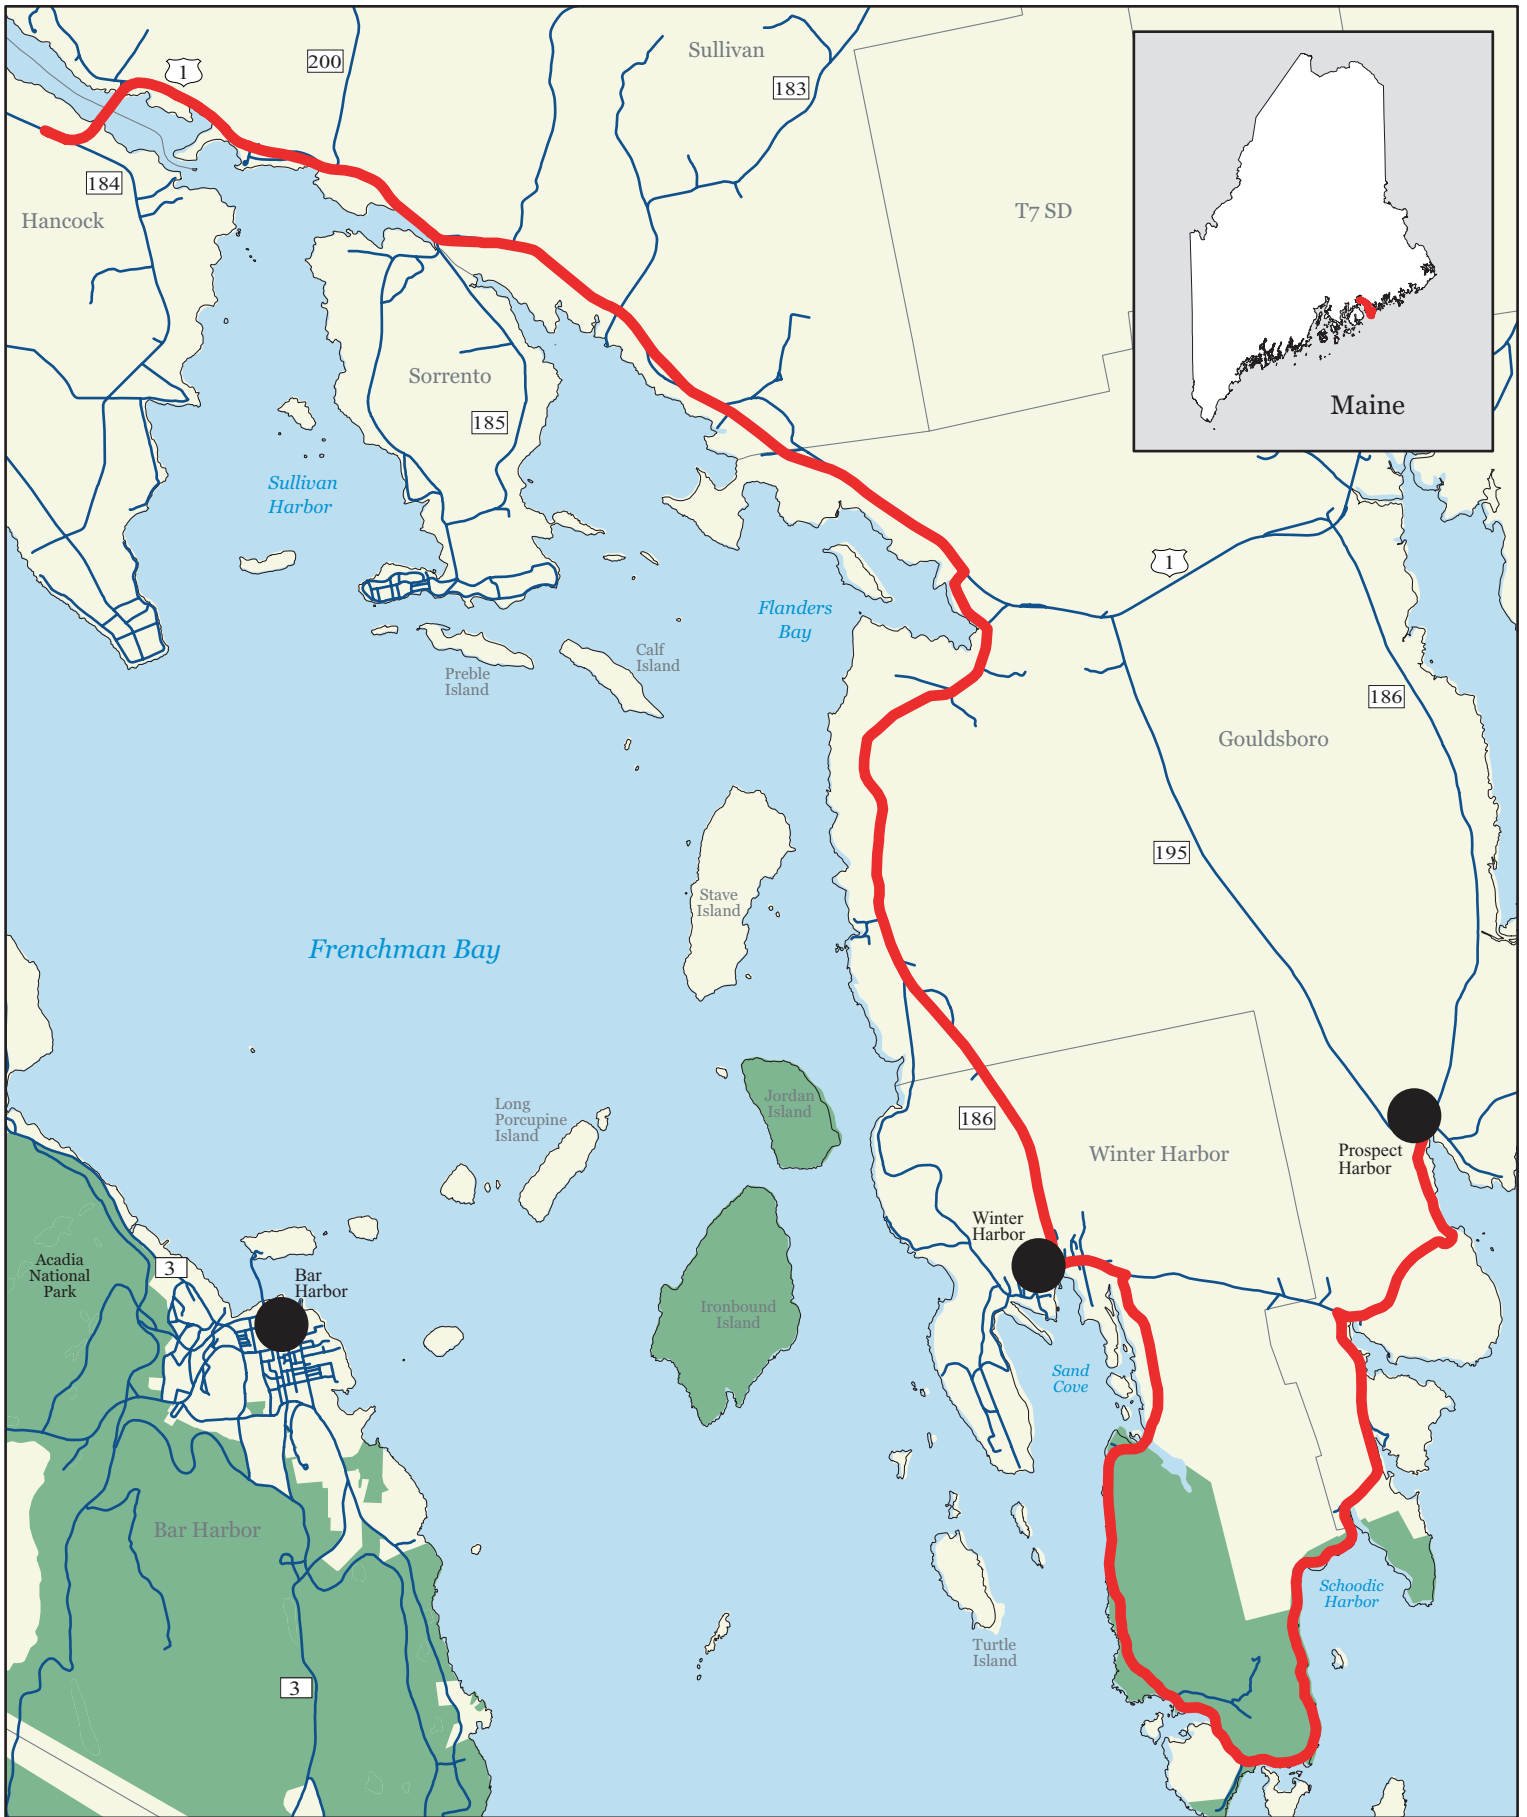 1
200
Sullivan
183
184
Hancock
T7 SD
Maine
Sorrento
185
Sullivan
Harbor
1
Flanders
Bay
Calf
Island
Preble
Island
186
Gouldsboro
195
Stave
Island
Frenchman Bay
Jordan
Island
Long
Porcupine
Island
186
Winter Harbor
Prospect
Harbor
Winter
Harbor
Acadia
National
Park
3
Bar
Harbor
Ironbound
Island
Sand
Cove
Bar Harbor
Schoodic
Harbor
Turtle
Island
3